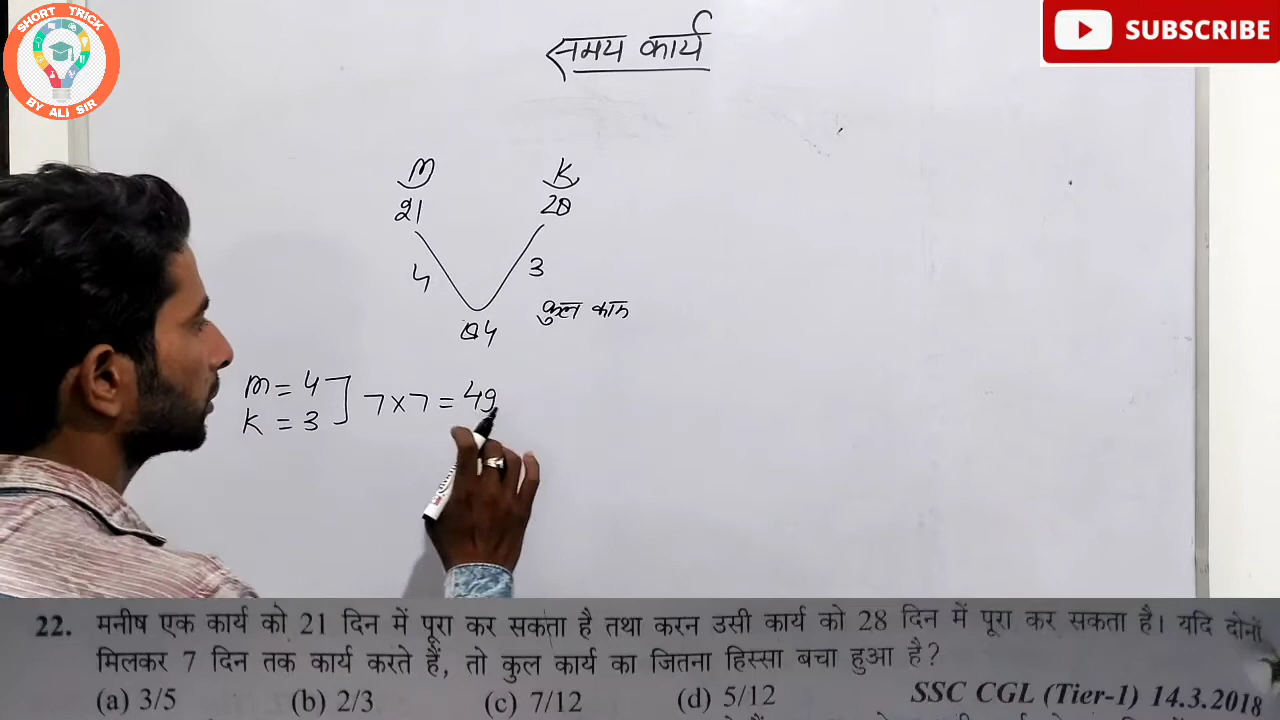 SHORT TRICK
BY ALI SIR
SUBSCRIBE
समय कार्य
M K
21 28
4 3
कुल काम
84
M = 4
K = 3
7 × 7 = 49
22. मनीष एक कार्य को 21 दिन में पूरा कर सकता है तथा करन उसी कार्य को 28 दिन में पूरा कर सकता है। यदि दोनों
मिलकर 7 दिन तक कार्य करते हैं, तो कुल कार्य का जितना हिस्सा बचा हुआ है?
(a) 3/5 (b) 2/3 (c) 7/12 (d) 5/12 SSC CGL (Tier-1) 14.3.2018